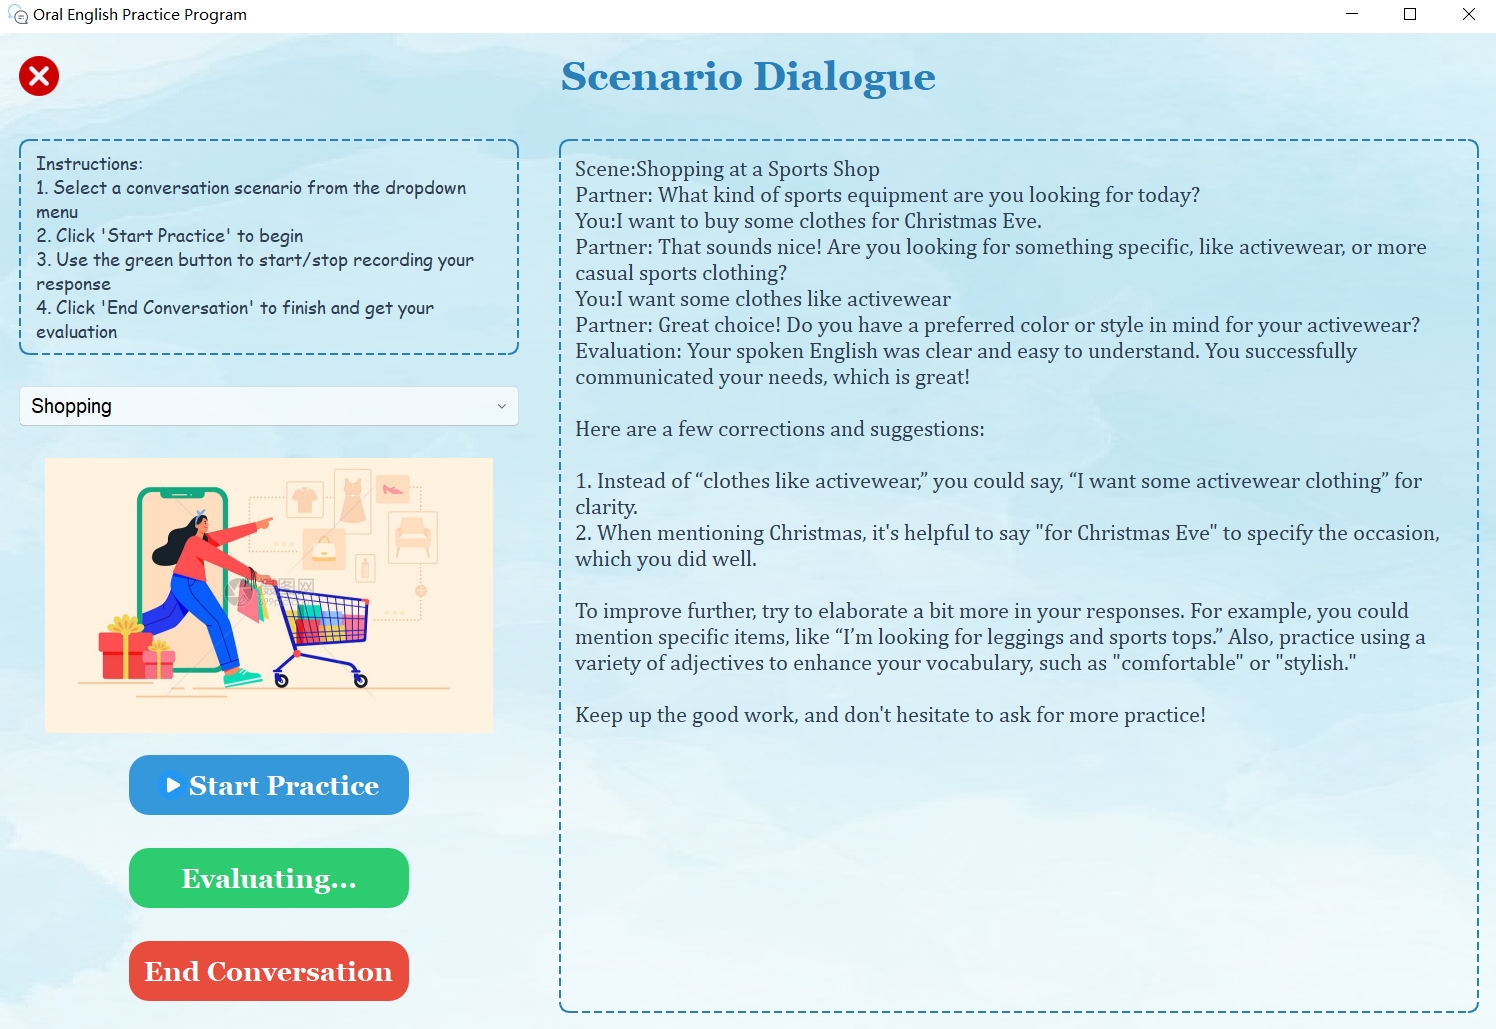 Oral English Practice Program
Scenario Dialogue
Instructions:
1. Select a conversation scenario from the dropdown
menu
2. Click 'Start Practice' to begin
3. Use the green button to start/stop recording your
response
4. Click 'End Conversation' to finish and get your
evaluation
Shopping
Start Practice
Evaluating...
End Conversation
Scene:Shopping at a Sports Shop
Partner: What kind of sports equipment are you looking for today?
You:I want to buy some clothes for Christmas Eve.
Partner: That sounds nice! Are you looking for something specific, like activewear, or more
casual sports clothing?
You:I want some clothes like activewear
Partner: Great choice! Do you have a preferred color or style in mind for your activewear?
Evaluation: Your spoken English was clear and easy to understand. You successfully
communicated your needs, which is great!
Here are a few corrections and suggestions:
1. Instead of “clothes like activewear,” you could say, “I want some activewear clothing” for
clarity.
2. When mentioning Christmas, it's helpful to say "for Christmas Eve" to specify the occasion,
which you did well.
To improve further, try to elaborate a bit more in your responses. For example, you could
mention specific items, like “I’m looking for leggings and sports tops.” Also, practice using a
variety of adjectives to enhance your vocabulary, such as "comfortable" or "stylish."
Keep up the good work, and don't hesitate to ask for more practice!